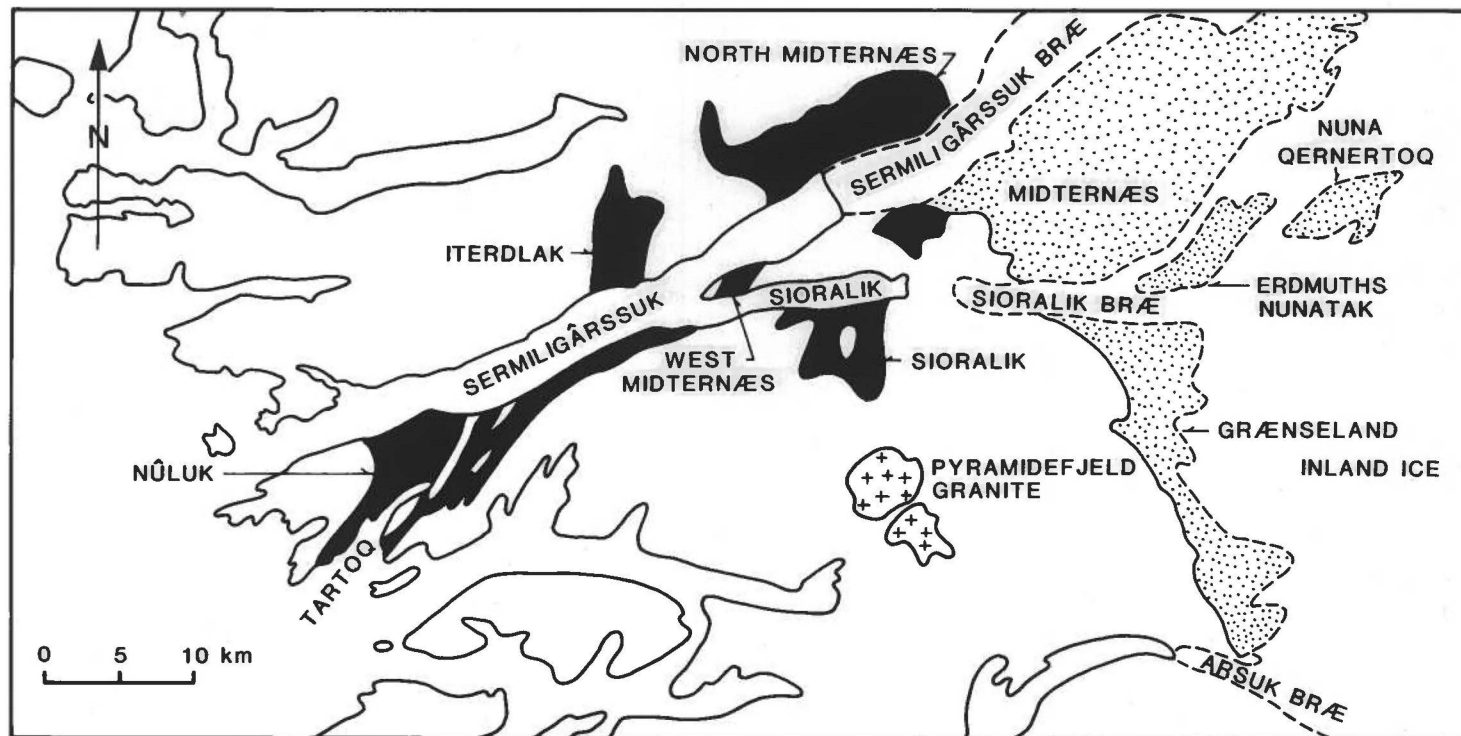 NORTH MIDTERNÆS
SERMILIGÂRSSUK BRÆ
NUNA
QERNERTOQ
MIDTERNÆS
N
ITERDLAK
SIORALIK
SIORALIK BRÆ
ERDMUTHS
NUNATAK
SERMILIGÂRSSUK
WEST
MIDTERNÆS
SIORALIK
GRÆNSELAND
NÛLUK
PYRAMIDEFJELD
GRANITE
INLAND ICE
TARTOQ
0 5 10 km
ARSUK BRÆ